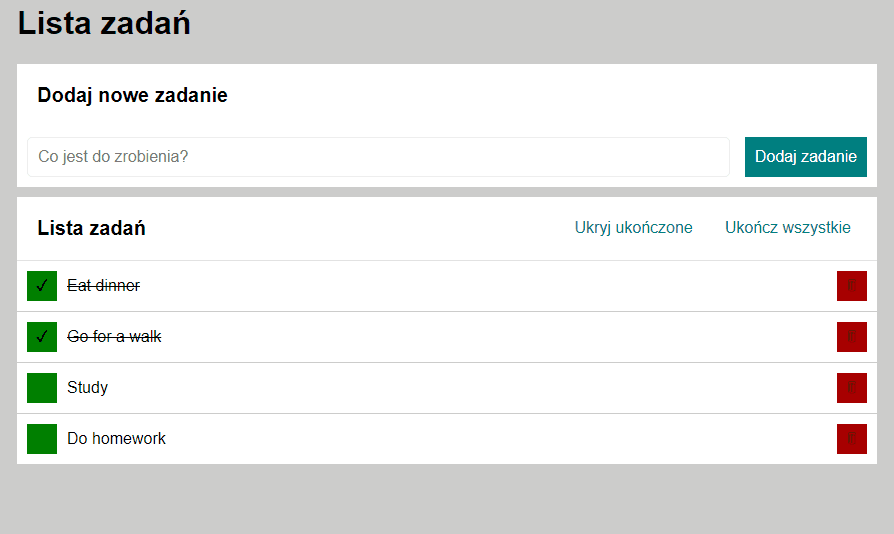 Lista zadań
Dodaj nowe zadanie
Co jest do zrobienia?
Dodaj zadanie
Lista zadań
Ukryj ukończone
Ukończ wszystkie
✓ Eat dinner
✓ Go for a walk
Study
Do homework